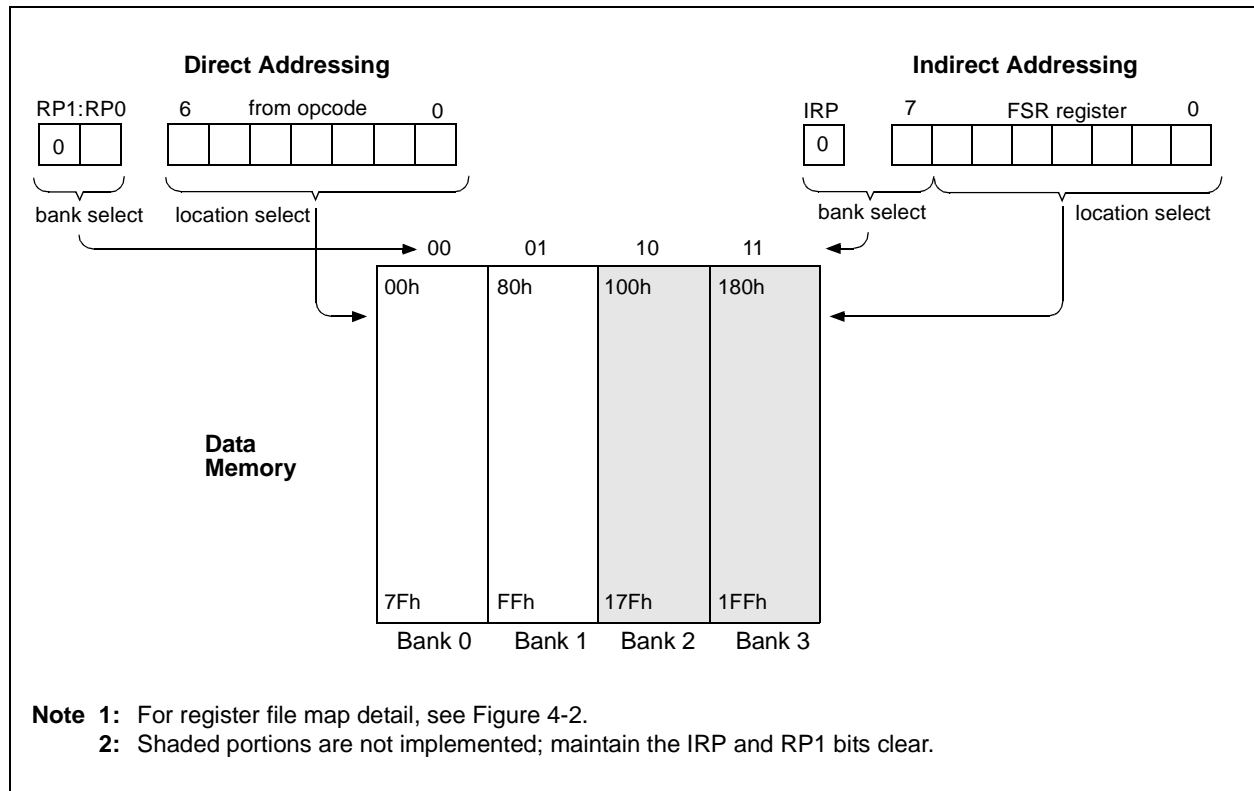 Direct Addressing
Indirect Addressing
RP1:RP0 6 from opcode 0
IRP 7 FSR register 0
0
0
bank select location select
bank select location select
00 01 10 11
00h 80h 100h 180h
Data
Memory
7Fh FFh 17Fh 1FFh
Bank 0 Bank 1 Bank 2 Bank 3
Note 1: For register file map detail, see Figure 4-2.
2: Shaded portions are not implemented; maintain the IRP and RP1 bits clear.